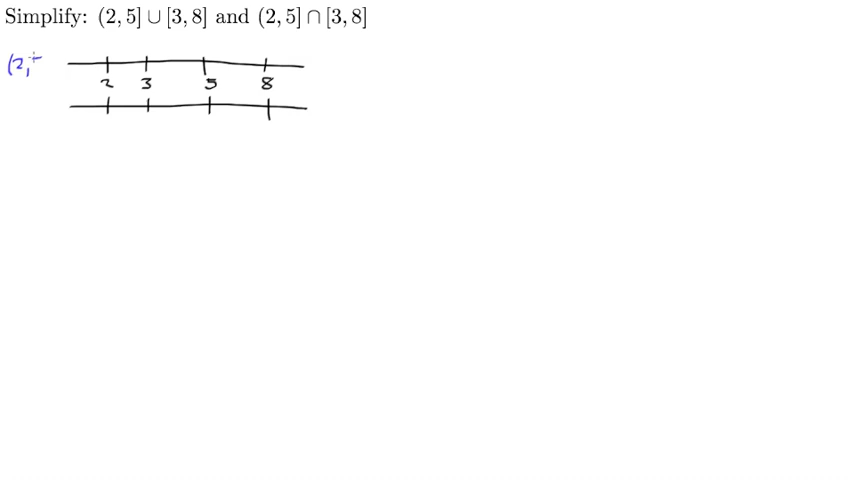 Simplify: (2, 5] ∪ [3, 8] and (2, 5] ∩ [3, 8]
(2,
2 3 5 8